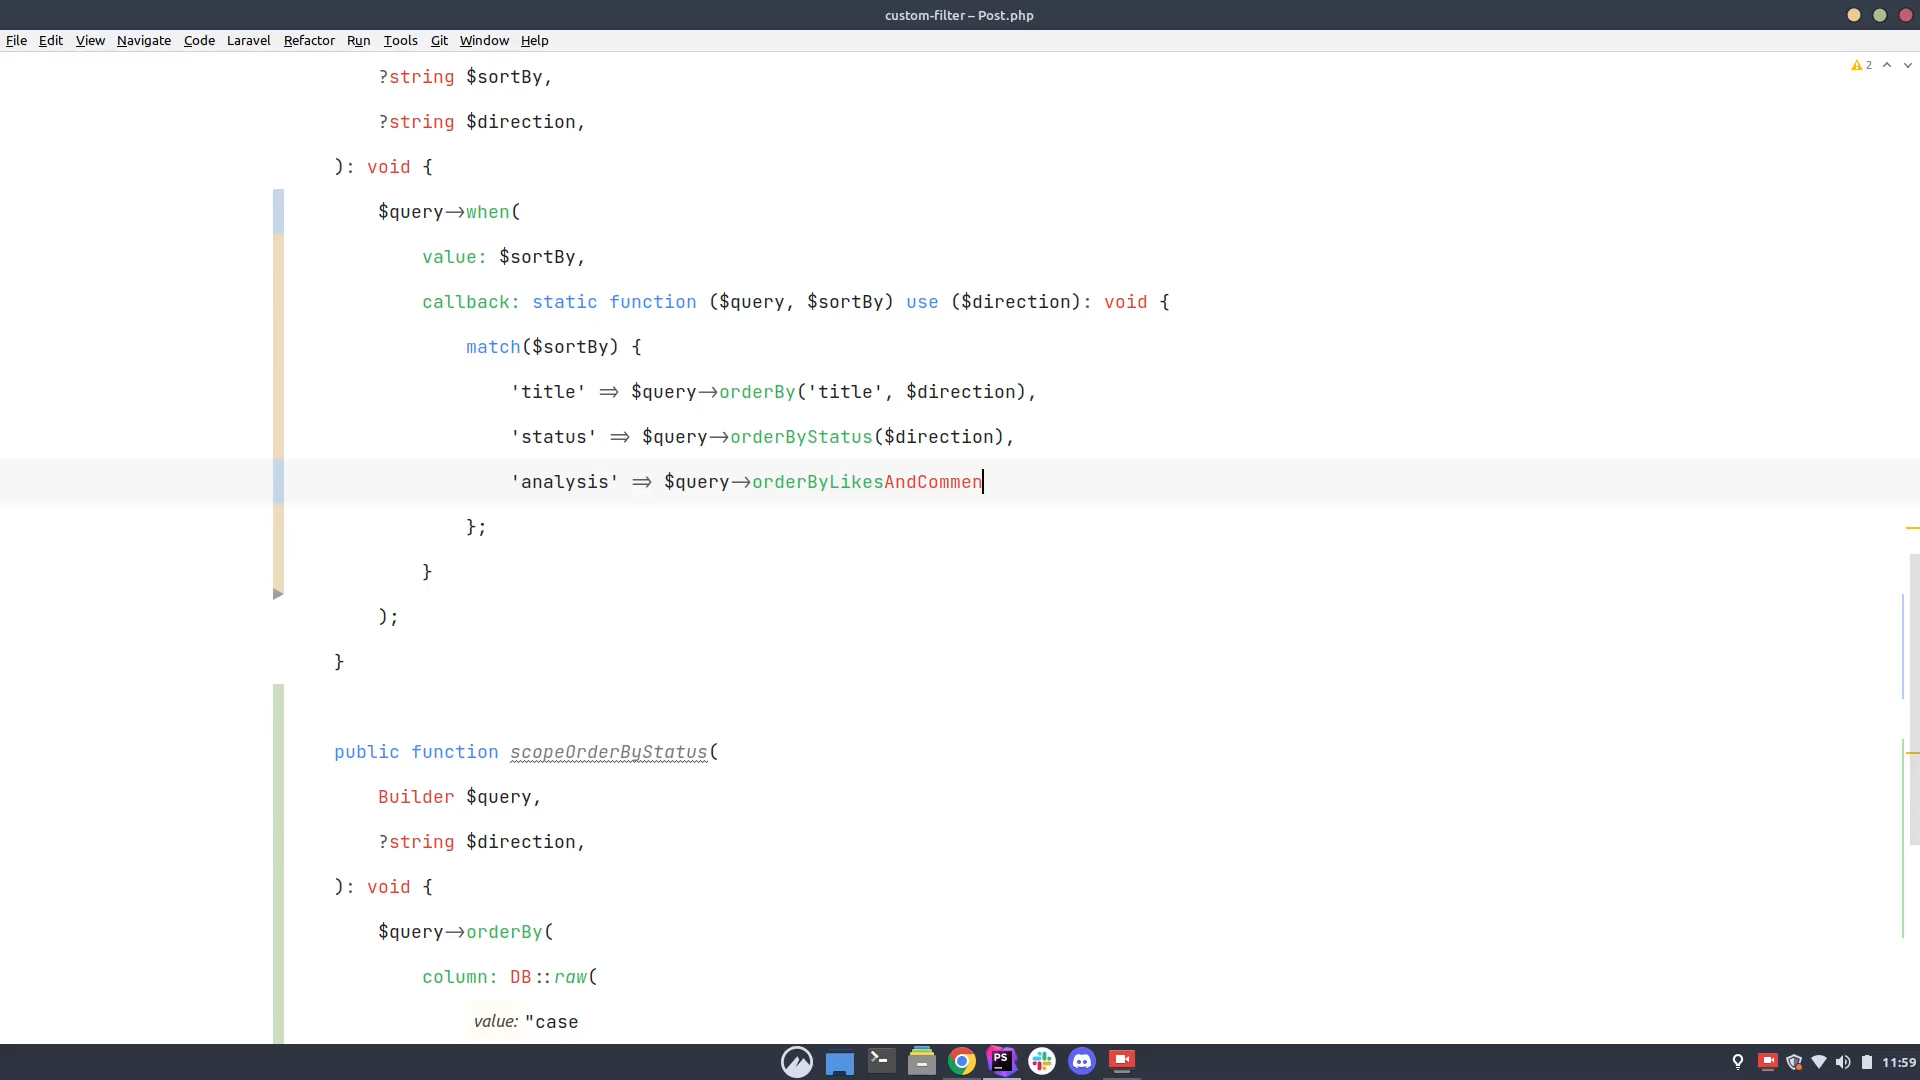 custom-filter – Post.php
File Edit View Navigate Code Laravel Refactor Run Tools Git Window Help
2
?string $sortBy,
?string $direction,
): void {
$query->when(
value: $sortBy,
callback: static function ($query, $sortBy) use ($direction): void {
match($sortBy) {
'title' => $query->orderBy('title', $direction),
'status' => $query->orderByStatus($direction),
'analysis' => $query->orderByLikesAndCommen
};
}
);
}
public function scopeOrderByStatus(
Builder $query,
?string $direction,
): void {
$query->orderBy(
column: DB::raw(
value: "case
PS
11:59